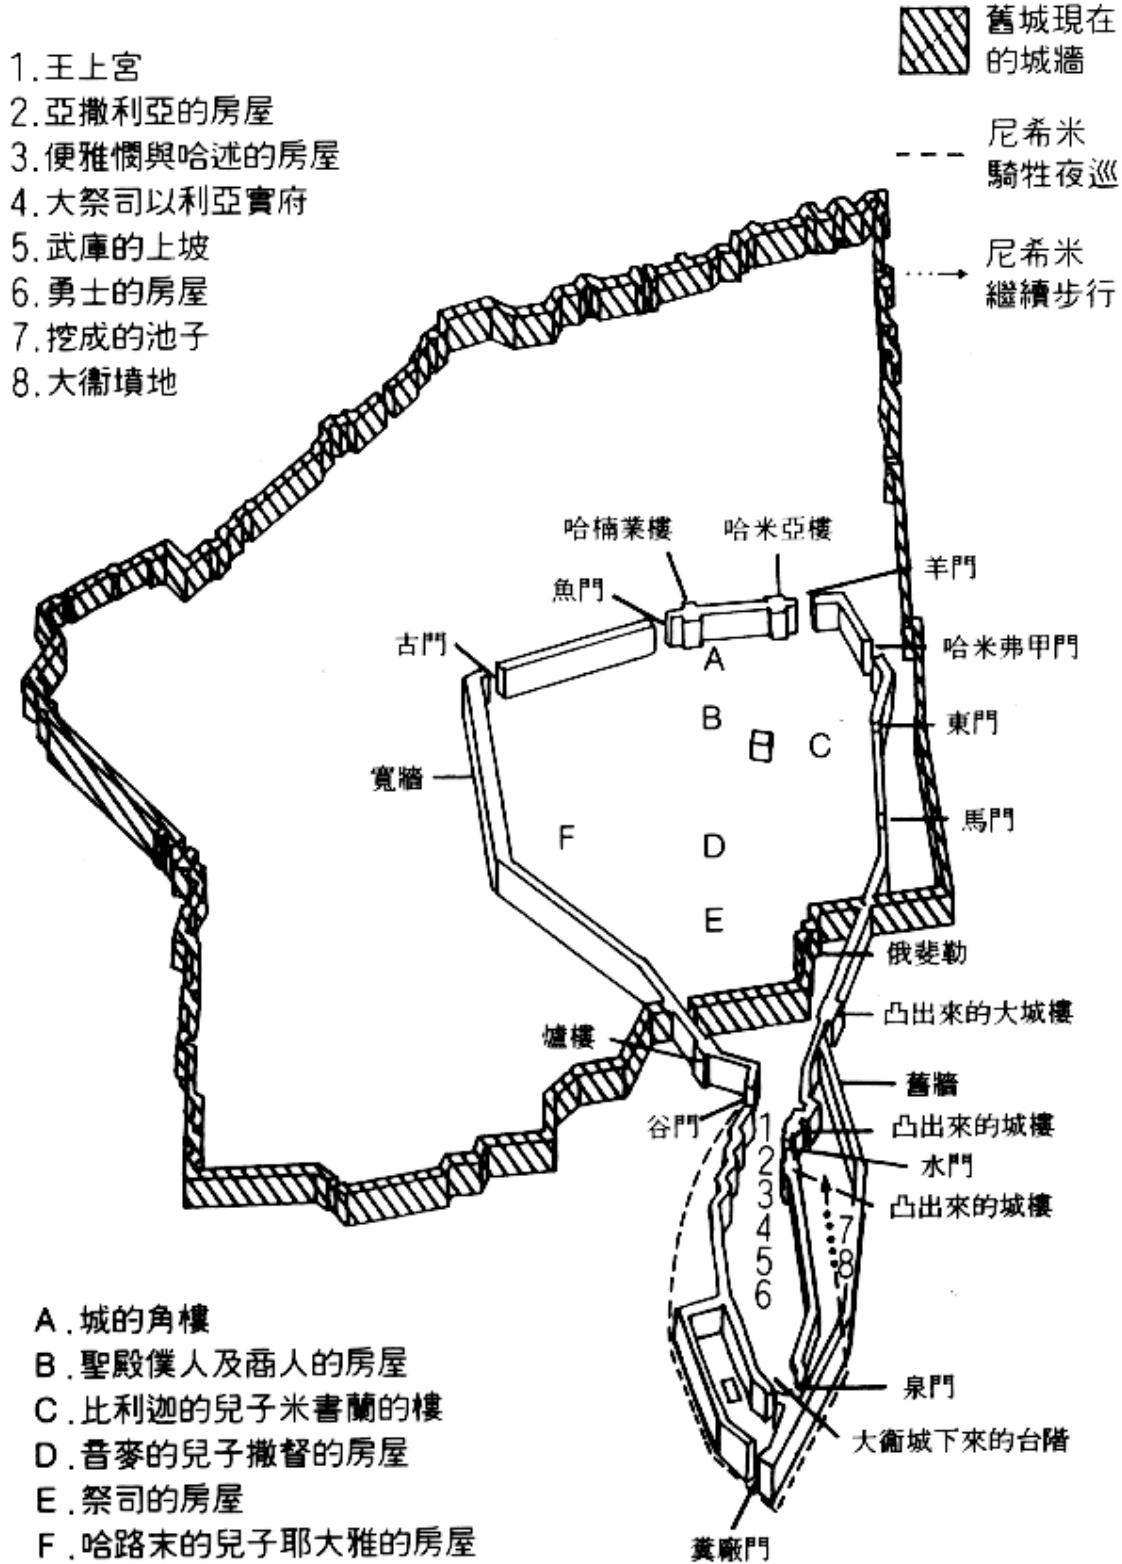 舊城現在
的城牆
尼希米
騎牲夜巡
尼希米
繼續步行
1.王上宮
2.亞撒利亞的房屋
3.便雅憫與哈述的房屋
4.大祭司以利亞實府
5.武庫的上坡
6.勇士的房屋
7.挖成的池子
8.大衞墳地
哈楠業樓
哈米亞樓
羊門
魚門
古門
哈米弗甲門
A
B
C
東門
寬牆
馬門
F
D
E
俄斐勒
凸出來的大城樓
爐樓
舊牆
谷門
凸出來的城樓
水門
凸出來的城樓
1
2
3
4
5
6
7
8
泉門
大衞城下來的台階
糞廠門
A.城的角樓
B.聖殿僕人及商人的房屋
C.比利迦的兒子米書蘭的樓
D.音麥的兒子撒督的房屋
E.祭司的房屋
F.哈路末的兒子耶大雅的房屋